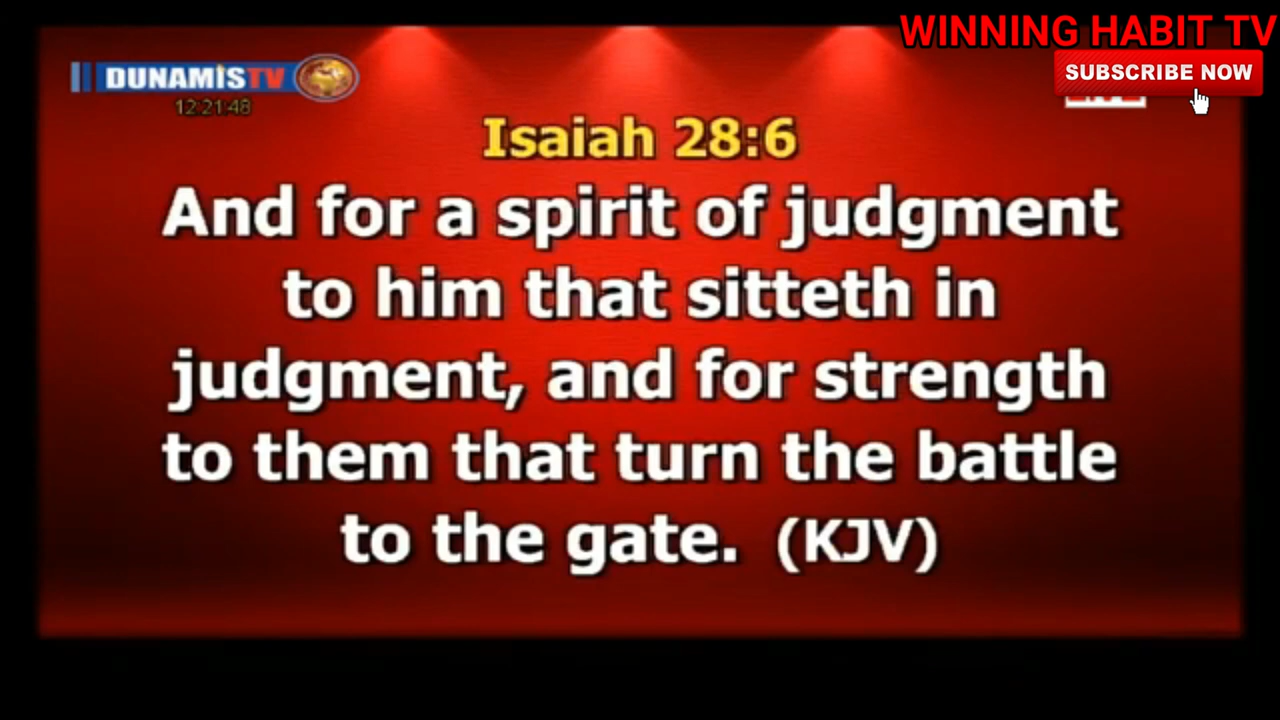 WINNING HABIT TV
DUNAMIS TV
SUBSCRIBE NOW
12:21:48
Isaiah 28:6
And for a spirit of judgment
to him that sitteth in
judgment, and for strength
to them that turn the battle
to the gate. (KJV)